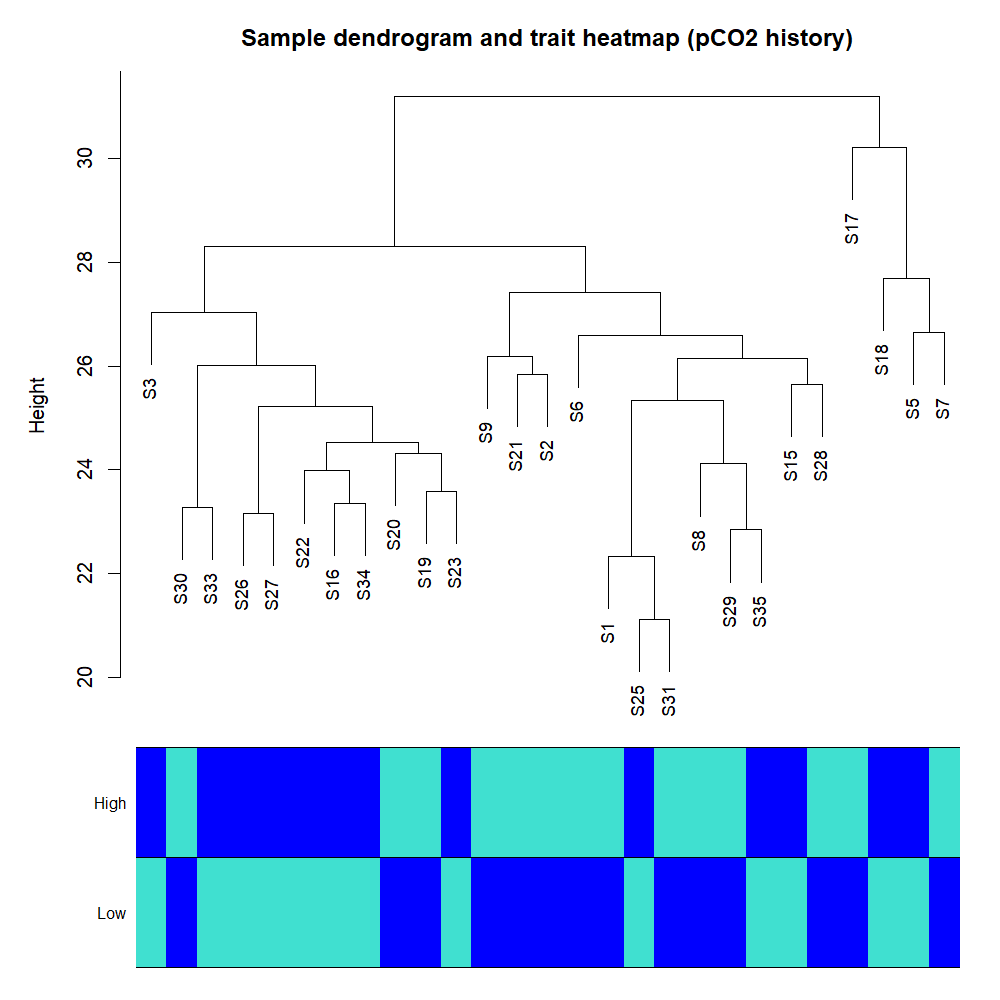 Sample dendrogram and trait heatmap (pCO2 history)
Height
30
28
26
24
22
20
S3
S30
S33
S26
S27
S22
S16
S34
S20
S19
S23
S9
S21
S2
S6
S1
S25
S31
S8
S29
S35
S15
S28
S17
S18
S5
S7
High
Low